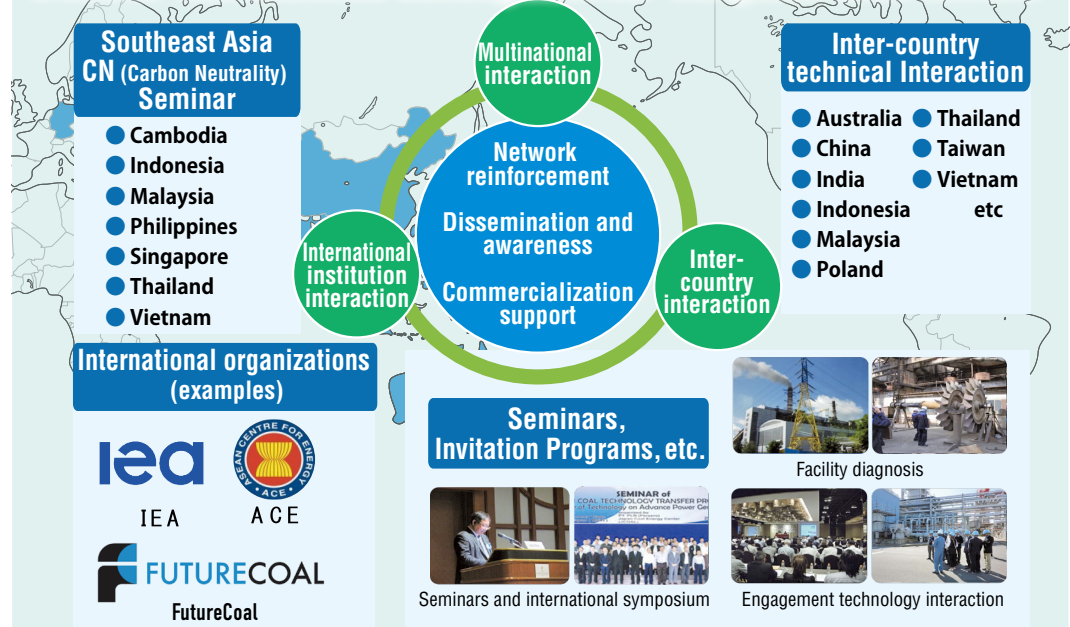 Southeast Asia
CN (Carbon Neutrality)
Seminar
Cambodia
Indonesia
Malaysia
Philippines
Singapore
Thailand
Vietnam
Multinational
interaction
Network
reinforcement
Dissemination and
awareness
Commercialization
support
International
institution
interaction
Inter-
country
interaction
Inter-country
technical Interaction
Australia
China
India
Indonesia
Malaysia
Poland
Thailand
Taiwan
Vietnam
etc
International organizations
(examples)
iea
IEA
ASEAN CENTRE FOR ENERGY
• ACE •
ACE
FUTURECOAL
FutureCoal
Seminars,
Invitation Programs, etc.
Facility diagnosis
SEMINAR of
COAL TECHNOLOGY TRANSFER
of Technology on Advance Power
Seminars and international symposium
Engagement technology interaction